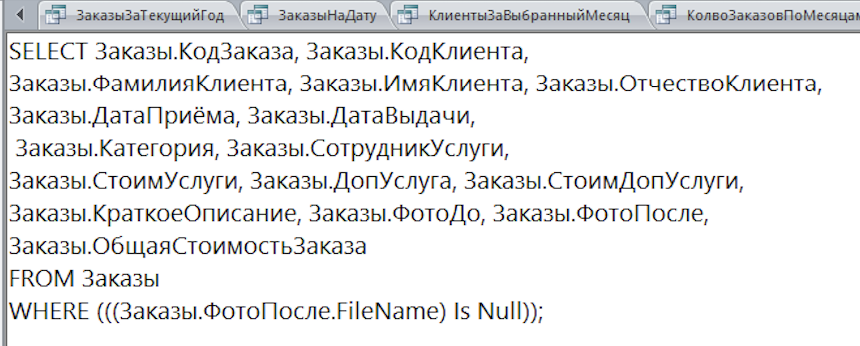 ЗаказыЗаТекущийГод ЗаказыНаДату КлиентыЗаВыбранныйМесяц КолвоЗаказовПоМесяцам
SELECT Заказы.КодЗаказа, Заказы.КодКлиента,
Заказы.ФамилияКлиента, Заказы.ИмяКлиента, Заказы.ОтчествоКлиента,
Заказы.ДатаПриёма, Заказы.ДатаВыдачи,
Заказы.Категория, Заказы.СотрудникУслуги,
Заказы.СтоимУслуги, Заказы.ДопУслуга, Заказы.СтоимДопУслуги,
Заказы.КраткоеОписание, Заказы.ФотоДо, Заказы.ФотоПосле,
Заказы.ОбщаяСтоимостьЗаказа
FROM Заказы
WHERE (((Заказы.ФотоПосле.FileName) Is Null));